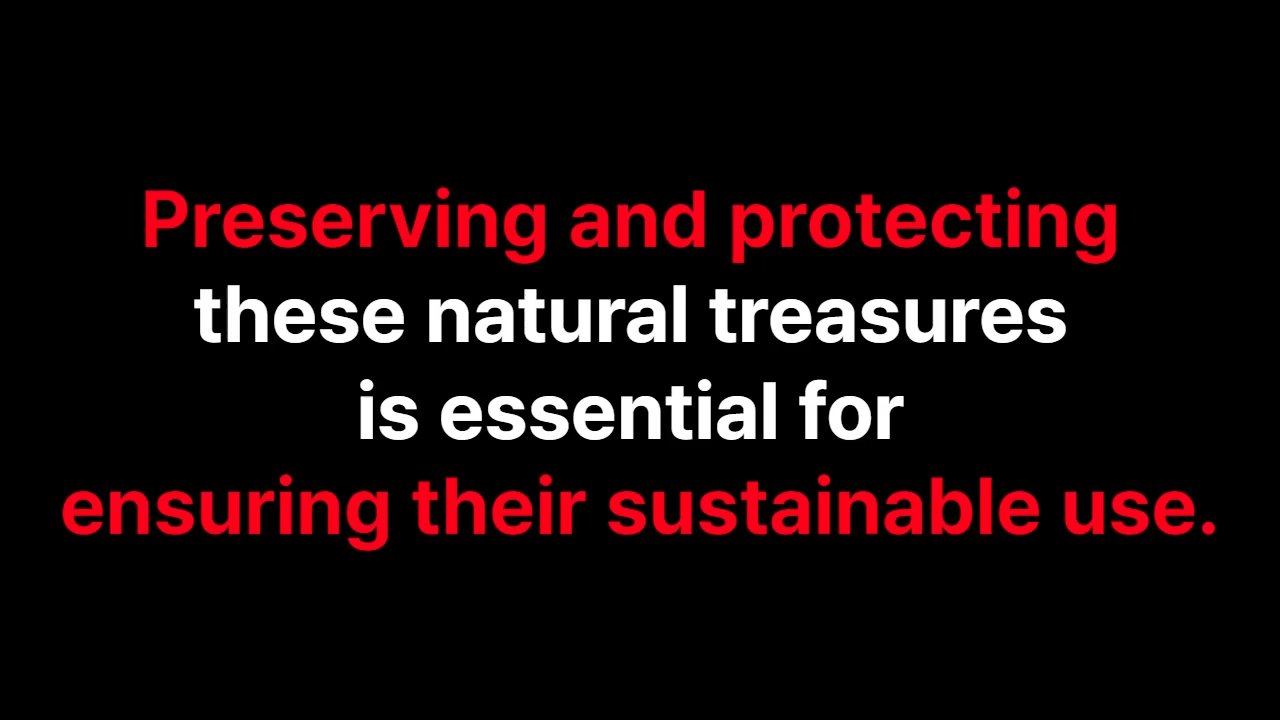 Preserving and protecting
these natural treasures
is essential for
ensuring their sustainable use.